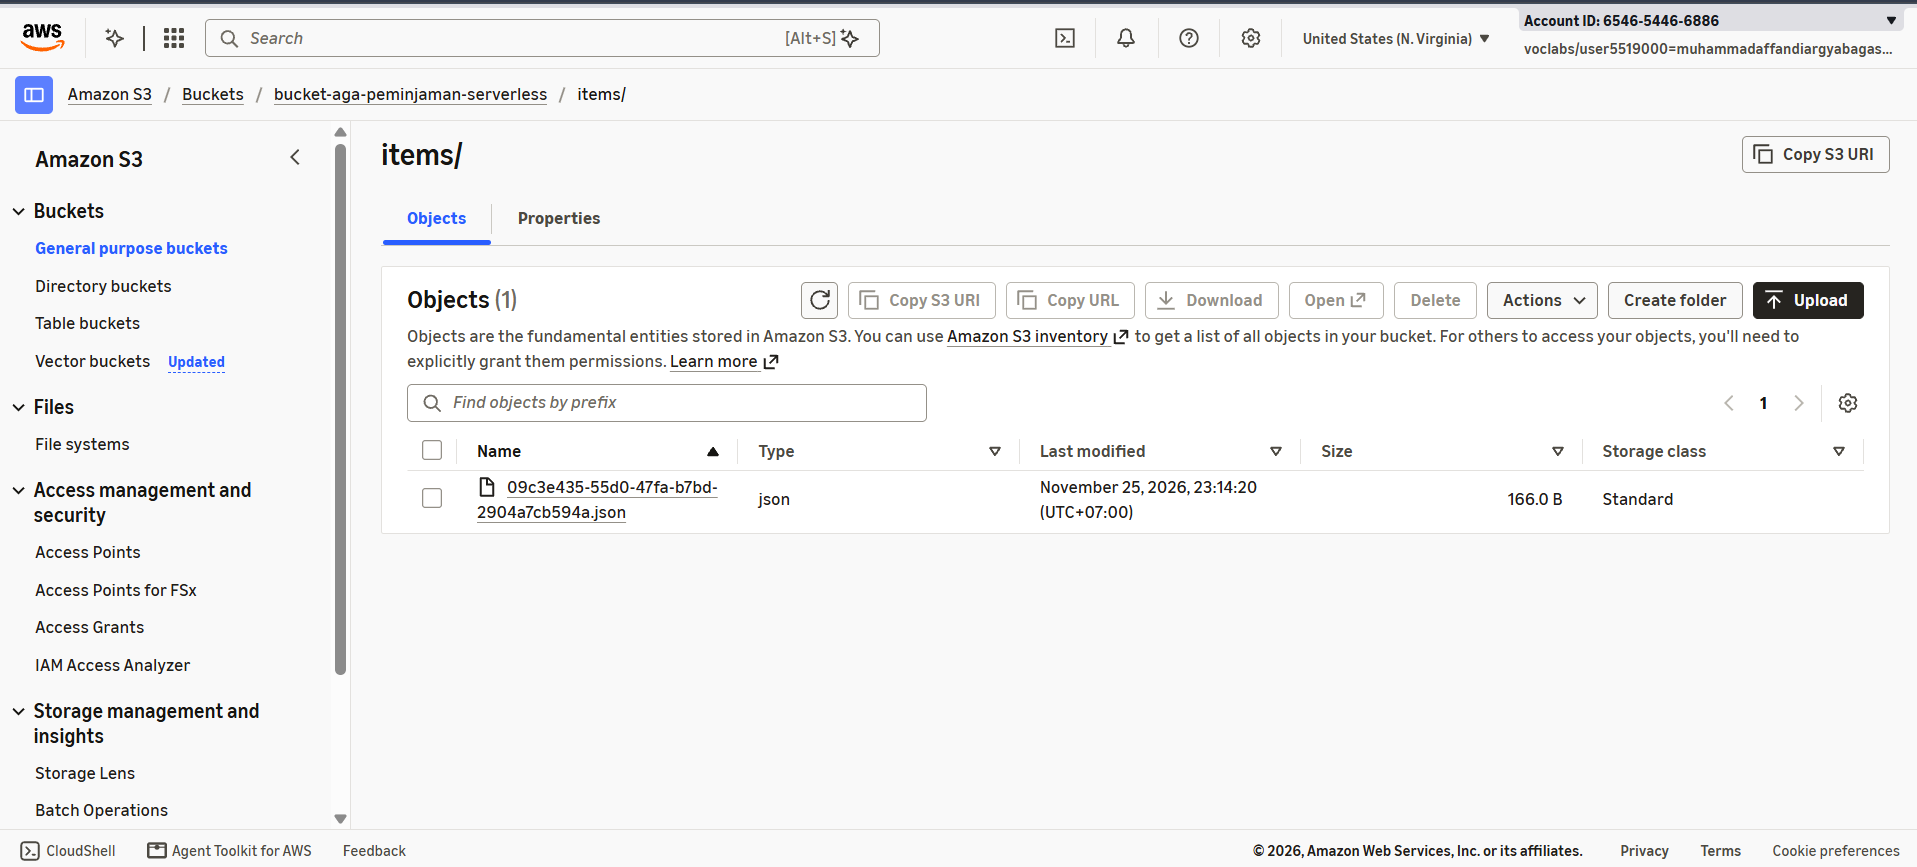 aws
Search [Alt+S]
United States (N. Virginia)
Account ID: 6546-5446-6886
voclabs/user5519000=muhammadaffandiargyabagas...
Amazon S3 / Buckets / bucket-aga-peminjaman-serverless / items/
Amazon S3
Buckets
General purpose buckets
Directory buckets
Table buckets
Vector buckets Updated
Files
File systems
Access management and
security
Access Points
Access Points for FSx
Access Grants
IAM Access Analyzer
Storage management and
insights
Storage Lens
Batch Operations
items/
Copy S3 URI
Objects Properties
Objects (1)
Copy S3 URI Copy URL Download Open Delete Actions Create folder Upload
Objects are the fundamental entities stored in Amazon S3. You can use Amazon S3 inventory to get a list of all objects in your bucket. For others to access your objects, you'll need to
explicitly grant them permissions. Learn more
Find objects by prefix
1
Name Type Last modified Size Storage class
09c3e435-55d0-47fa-b7bd-
2904a7cb594a.json
json
November 25, 2026, 23:14:20
(UTC+07:00)
166.0 B
Standard
CloudShell Agent Toolkit for AWS Feedback
© 2026, Amazon Web Services, Inc. or its affiliates. Privacy Terms Cookie preferences